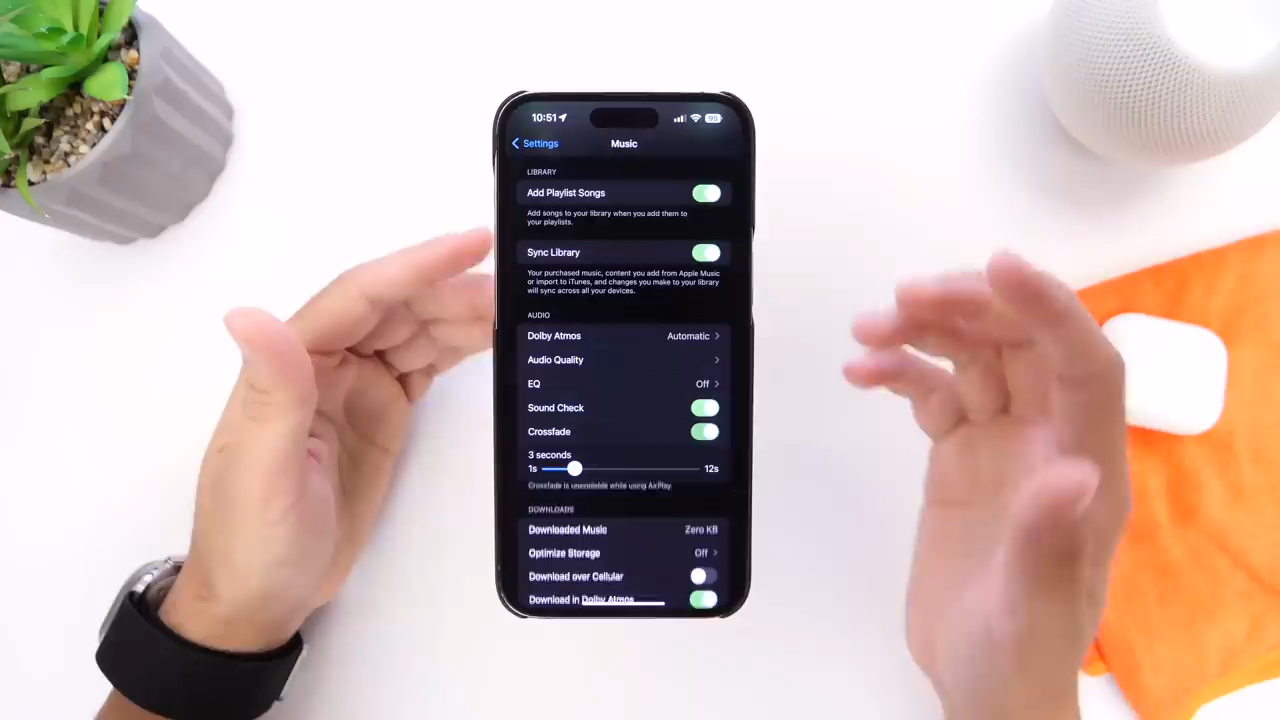 10:51
95
Settings
Music
LIBRARY
Add Playlist Songs
Add songs to your library when you add them to
your playlists.
Sync Library
Your purchased music, content you add from Apple Music
or import to iTunes, and changes you make to your library
will sync across all your devices.
AUDIO
Dolby Atmos Automatic
Audio Quality
EQ Off
Sound Check
Crossfade
3 seconds
1s 12s
Crossfade is unavailable while using AirPlay.
DOWNLOADS
Downloaded Music Zero KB
Optimize Storage Off
Download over Cellular
Download in Dolby Atmos